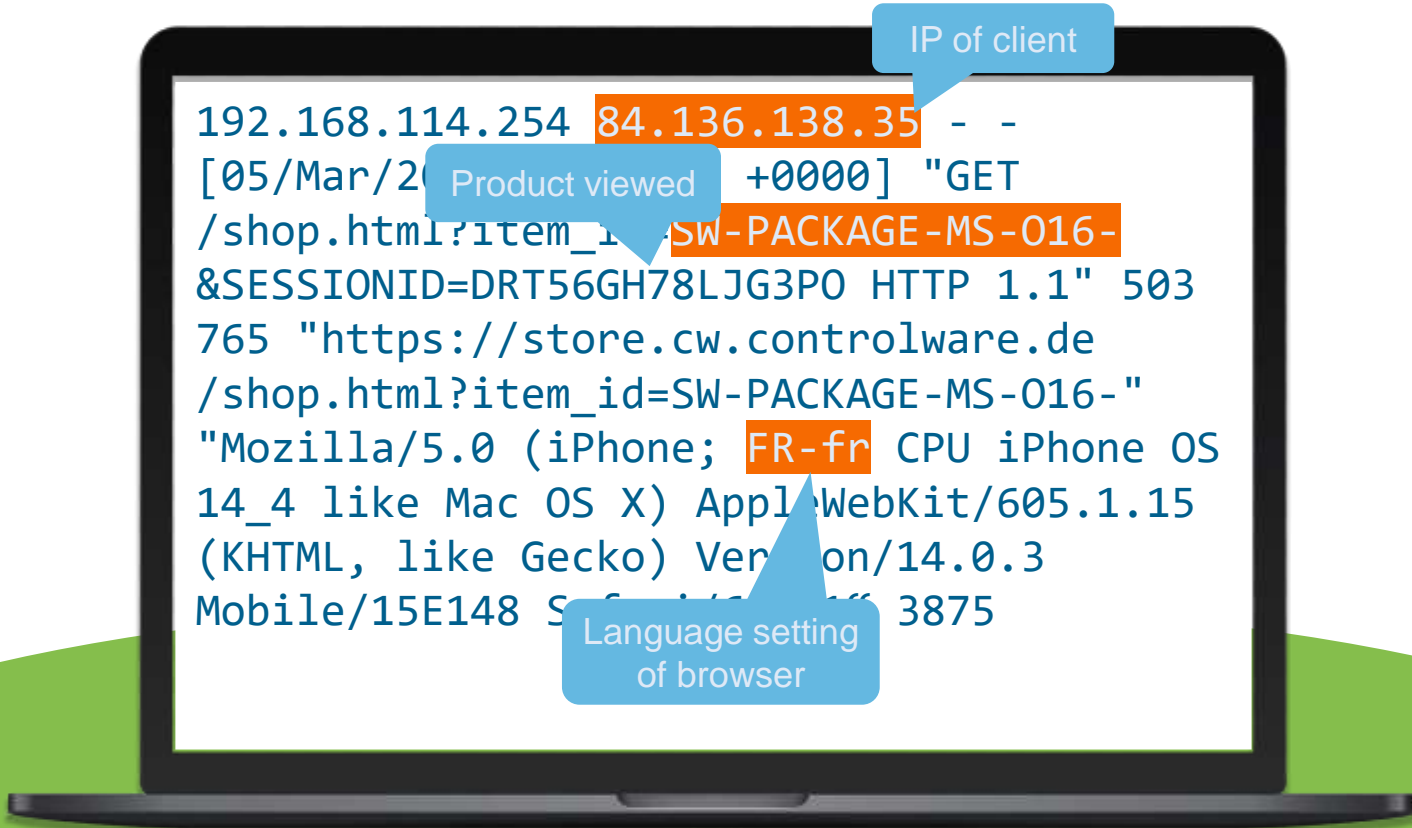 IP of client
192.168.114.254 84.136.138.35 - -
[05/Mar/20 +0000] "GET
Product viewed
/shop.html?item_i =SW-PACKAGE-MS-O16-
&SESSIONID=DRT56GH78LJG3PO HTTP 1.1" 503
765 "https://store.cw.controlware.de
/shop.html?item_id=SW-PACKAGE-MS-O16-"
"Mozilla/5.0 (iPhone; FR-fr CPU iPhone OS
14_4 like Mac OS X) AppleWebKit/605.1.15
(KHTML, like Gecko) Version/14.0.3
Mobile/15E148 3875
Language setting
of browser